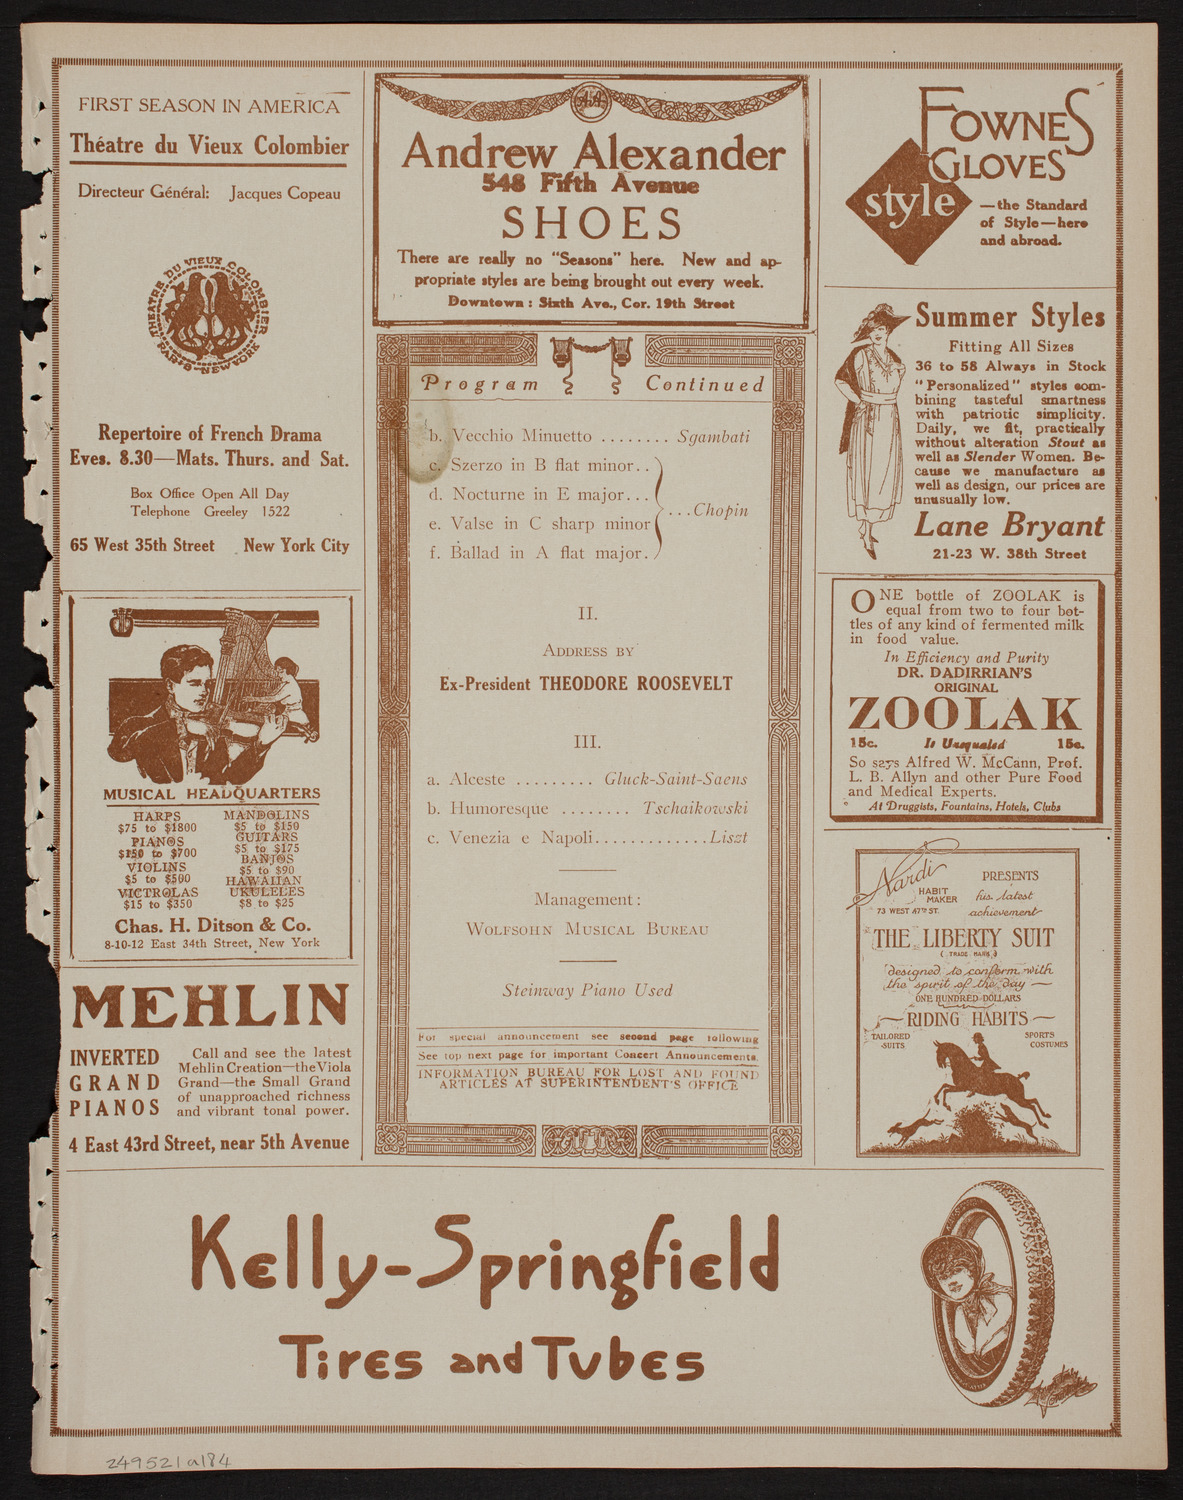 FIRST SEASON IN AMERICA
Théatre du Vieux Colombier
Directeur Général: Jacques Copeau
THEATRE DU VIEUX COLOMBIER
PARIS-NEW YORK
Repertoire of French Drama
Eves. 8.30—Mats. Thurs. and Sat.
Box Office Open All Day
Telephone Greeley 1522
65 West 35th Street New York City
MUSICAL HEADQUARTERS
HARPS
$75 to $1800
PIANOS
$150 to $700
VIOLINS
$5 to $500
VICTROLAS
$15 to $350
MANDOLINS
$5 to $150
GUITARS
$5 to $175
BANJOS
$5 to $90
HAWAIIAN
UKULELES
$8 to $25
Chas. H. Ditson & Co.
8-10-12 East 34th Street, New York
MEHLIN
INVERTED
GRAND
PIANOS
Call and see the latest
Mehlin Creation—the Viola
Grand—the Small Grand
of unapproached richness
and vibrant tonal power.
4 East 43rd Street, near 5th Avenue
Andrew Alexander
548 Fifth Avenue
SHOES
There are really no "Seasons" here. New and ap-
propriate styles are being brought out every week.
Downtown: Sixth Ave., Cor. 19th Street
Program Continued
b. Vecchio Minuetto ........ Sgambati
c. Szerzo in B flat minor..
d. Nocturne in E major...
e. Valse in C sharp minor
...Chopin
f. Ballad in A flat major.
II.
ADDRESS BY
Ex-President THEODORE ROOSEVELT
III.
a. Alceste ......... Gluck-Saint-Saens
b. Humoresque ........ Tschaikowski
c. Venezia e Napoli.............Liszt
Management:
WOLFSOHN MUSICAL BUREAU
Steinway Piano Used
For special announcement see second page following
See top next page for important Concert Announcements.
INFORMATION BUREAU FOR LOST AND FOUND
ARTICLES AT SUPERINTENDENT'S OFFICE
FOWNES
GLOVES
style
—the Standard
of Style—here
and abroad.
Summer Styles
Fitting All Sizes
36 to 58 Always in Stock
"Personalized" styles com-
bining tasteful smartness
with patriotic simplicity.
Daily, we fit, practically
without alteration Stout as
well as Slender Women. Be-
cause we manufacture as
well as design, our prices are
unusually low.
Lane Bryant
21-23 W. 38th Street
ONE bottle of ZOOLAK is
equal from two to four bot-
tles of any kind of fermented milk
in food value.
In Efficiency and Purity
DR. DADIRRIAN'S
ORIGINAL
ZOOLAK
15c. Is Unequaled 15c.
So says Alfred W. McCann, Prof.
L. B. Allyn and other Pure Food
and Medical Experts.
At Druggists, Fountains, Hotels, Clubs
Nardi
HABIT
MAKER
73 WEST 47TH ST.
PRESENTS
his latest
achievement
THE LIBERTY SUIT
(TRADE MARK)
designed to conform with
the spirit of the day—
ONE HUNDRED DOLLARS
—RIDING HABITS—
TAILORED
SUITS
SPORTS
COSTUMES
Kelly-Springfield
Tires and Tubes
249521a184